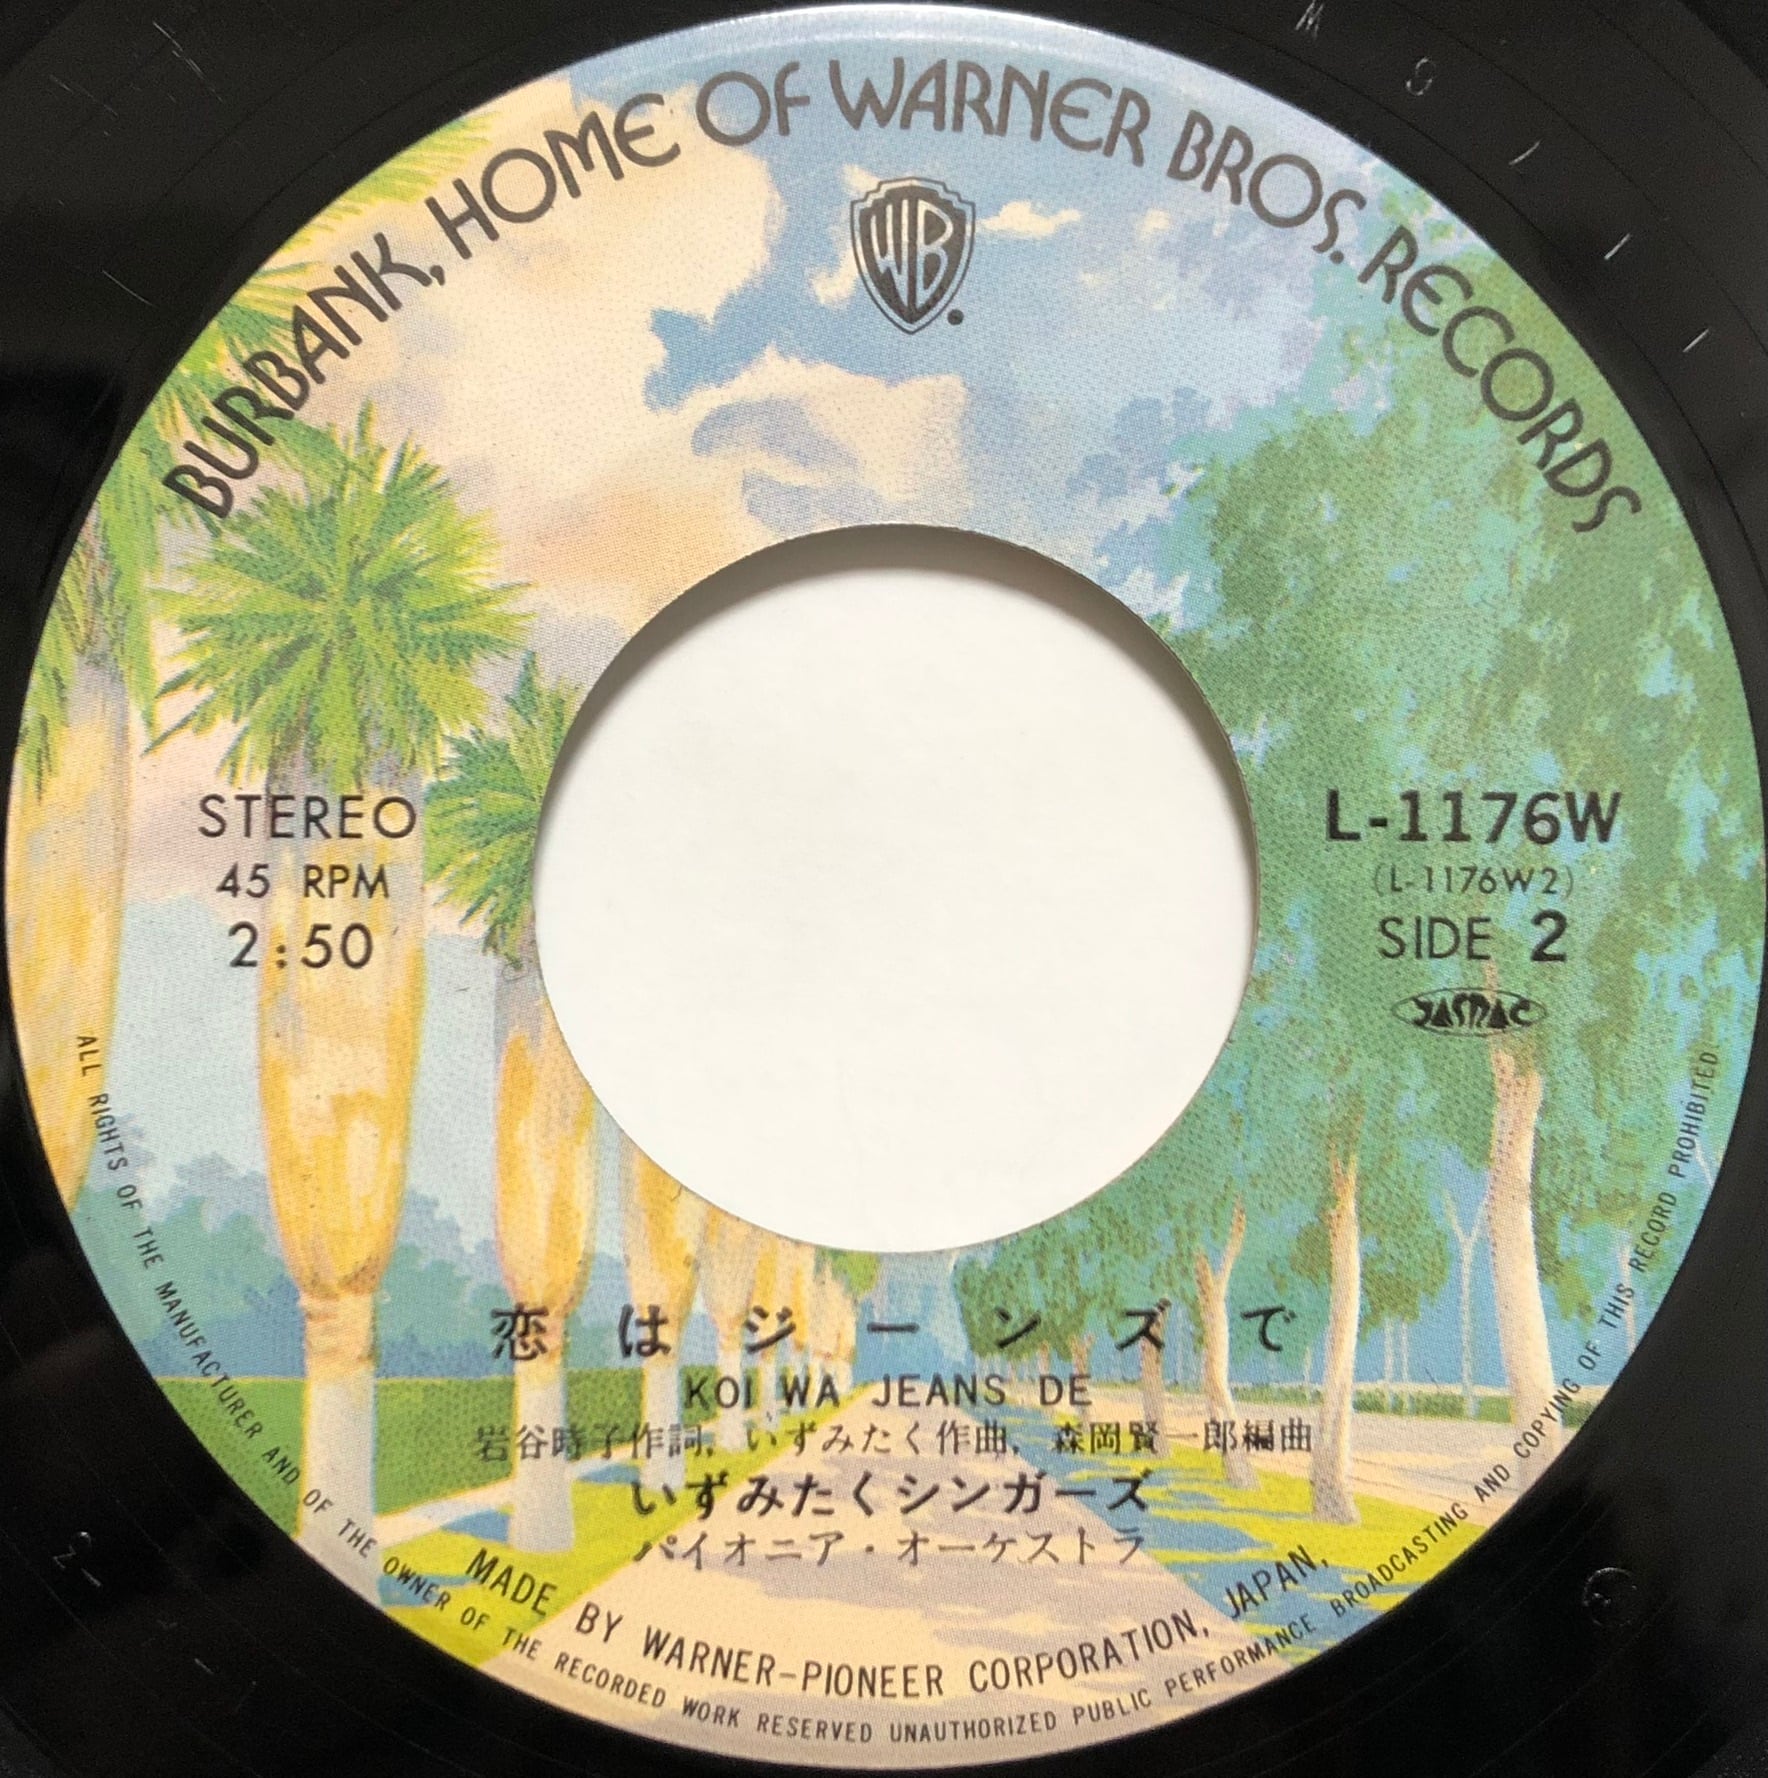 BURBANK, HOME OF WARNER BROS. RECORDS
WB
STEREO
45 RPM
2:50
L-1176W
(L-1176W2)
SIDE 2
JASRAC
恋はジーンズで
KOI WA JEANS DE
岩谷時子作詞, いずみたく作曲, 森岡賢一郎編曲
いずみたくシンガーズ
パイオニア・オーケストラ
MADE BY WARNER-PIONEER CORPORATION, JAPAN,
ALL RIGHTS OF THE MANUFACTURER AND OF THE OWNER OF THE RECORDED WORK RESERVED UNAUTHORIZED PUBLIC PERFORMANCE BROADCASTING AND COPYING OF THIS RECORD PROHIBITED